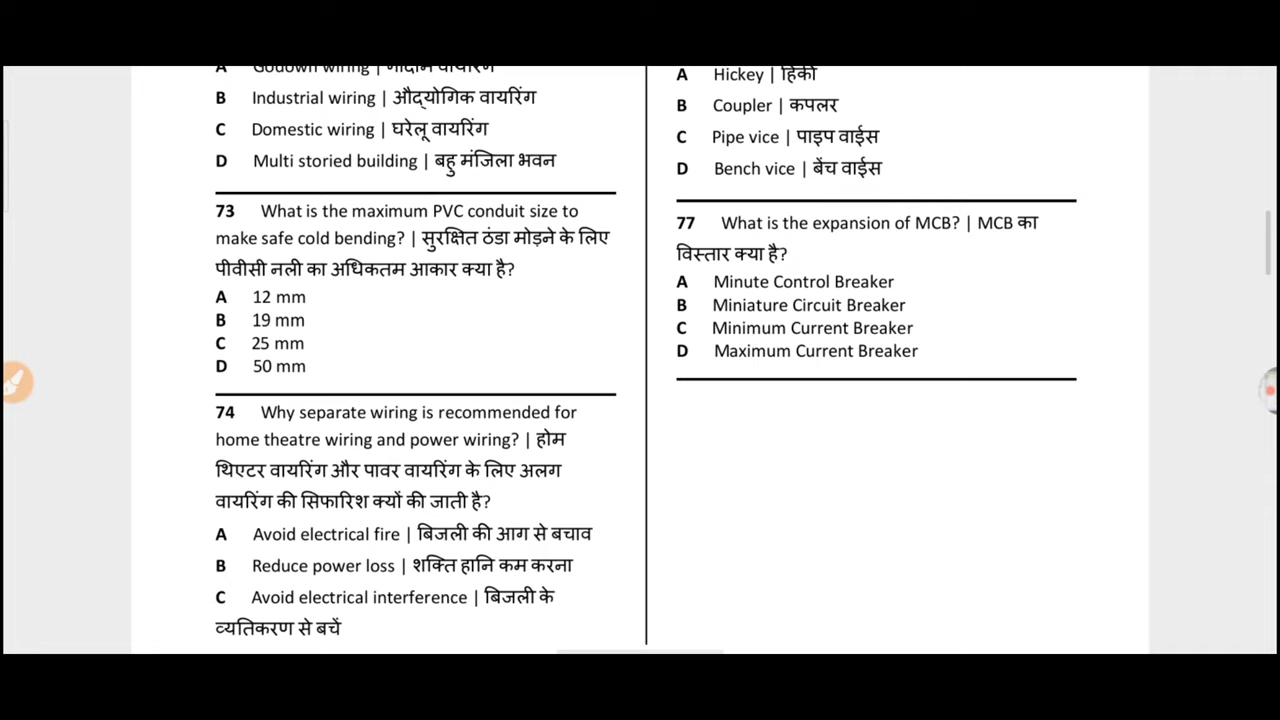 A Godown wiring | गोदाम वायरिंग
B Industrial wiring | औद्योगिक वायरिंग
C Domestic wiring | घरेलू वायरिंग
D Multi storied building | बहु मंजिला भवन
73 What is the maximum PVC conduit size to
make safe cold bending? | सुरक्षित ठंडा मोड़ने के लिए
पीवीसी नली का अधिकतम आकार क्या है?
A 12 mm
B 19 mm
C 25 mm
D 50 mm
74 Why separate wiring is recommended for
home theatre wiring and power wiring? | होम
थिएटर वायरिंग और पावर वायरिंग के लिए अलग
वायरिंग की सिफारिश क्यों की जाती है?
A Avoid electrical fire | बिजली की आग से बचाव
B Reduce power loss | शक्ति हानि कम करना
C Avoid electrical interference | बिजली के
व्यतिकरण से बचें
A Hickey | हिकी
B Coupler | कपलर
C Pipe vice | पाइप वाईस
D Bench vice | बेंच वाईस
77 What is the expansion of MCB? | MCB का
विस्तार क्या है?
A Minute Control Breaker
B Miniature Circuit Breaker
C Minimum Current Breaker
D Maximum Current Breaker